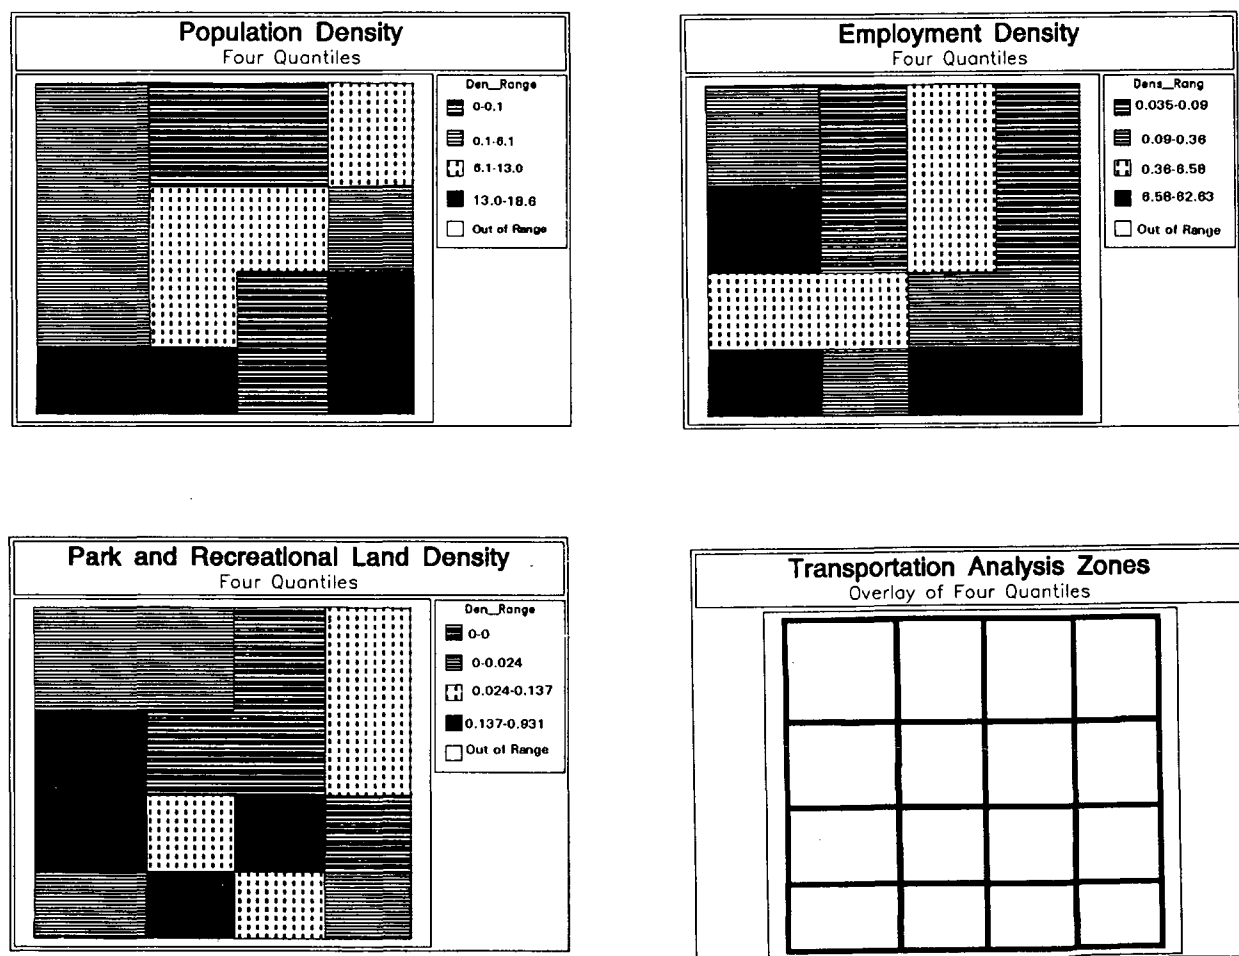 Population Density
Four Quantiles
Den_Range
0-0.1
0.1-6.1
6.1-13.0
13.0-18.6
Out of Range
Employment Density
Four Quantiles
Dens_Rang
0.035-0.09
0.09-0.36
0.36-6.58
6.58-62.63
Out of Range
Park and Recreational Land Density
Four Quantiles
Den_Range
0-0
0-0.024
0.024-0.137
0.137-0.931
Out of Range
Transportation Analysis Zones
Overlay of Four Quantiles